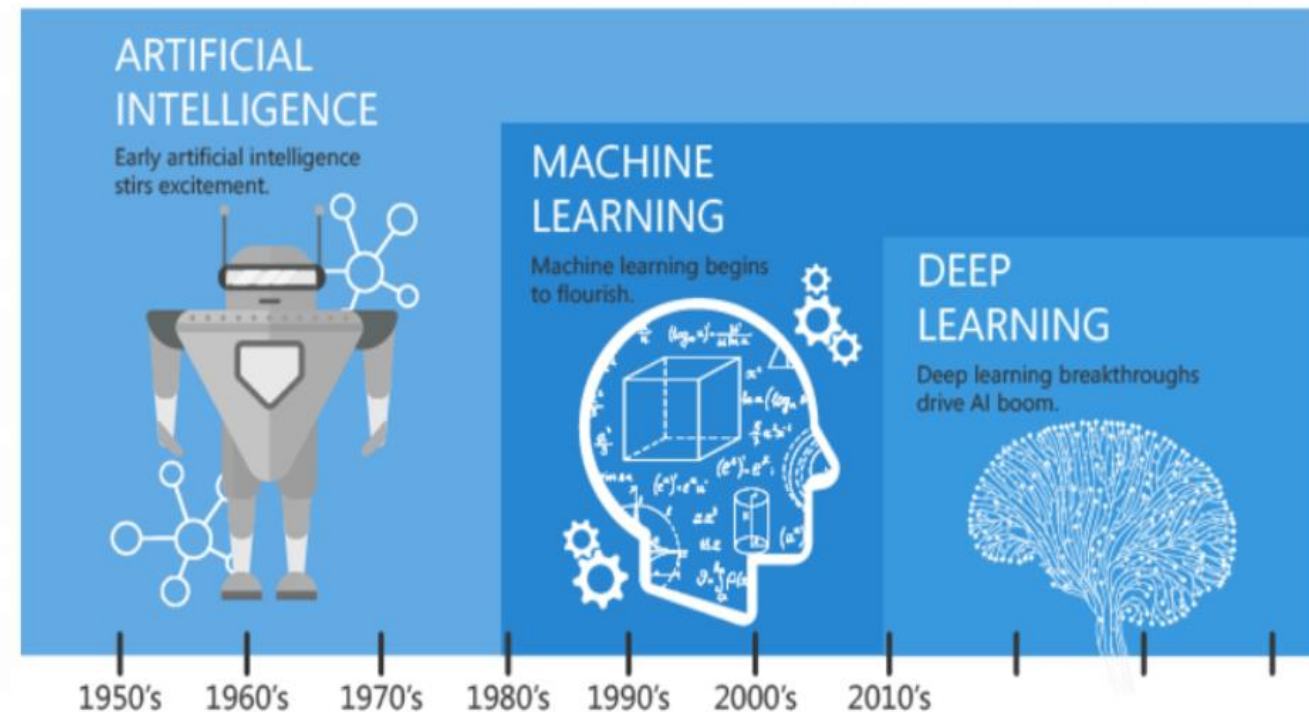 ARTIFICIAL
INTELLIGENCE
Early artificial intelligence
stirs excitement.
MACHINE
LEARNING
Machine learning begins
to flourish.
DEEP
LEARNING
Deep learning breakthroughs
drive AI boom.
1950's 1960's 1970's 1980's 1990's 2000's 2010's